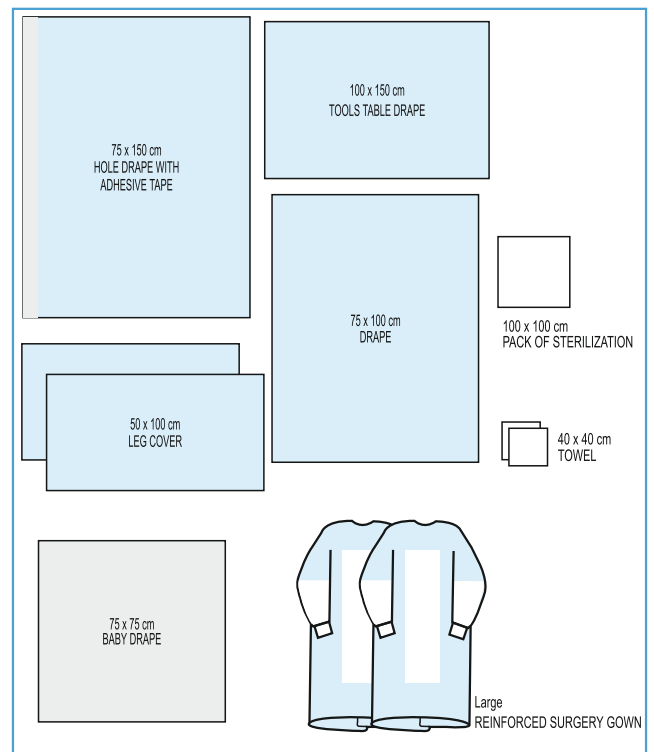 75 x 150 cm
HOLE DRAPE WITH
ADHESIVE TAPE
100 x 150 cm
TOOLS TABLE DRAPE
75 x 100 cm
DRAPE
100 x 100 cm
PACK OF STERILIZATION
50 x 100 cm
LEG COVER
40 x 40 cm
TOWEL
75 x 75 cm
BABY DRAPE
Large
REINFORCED SURGERY GOWN